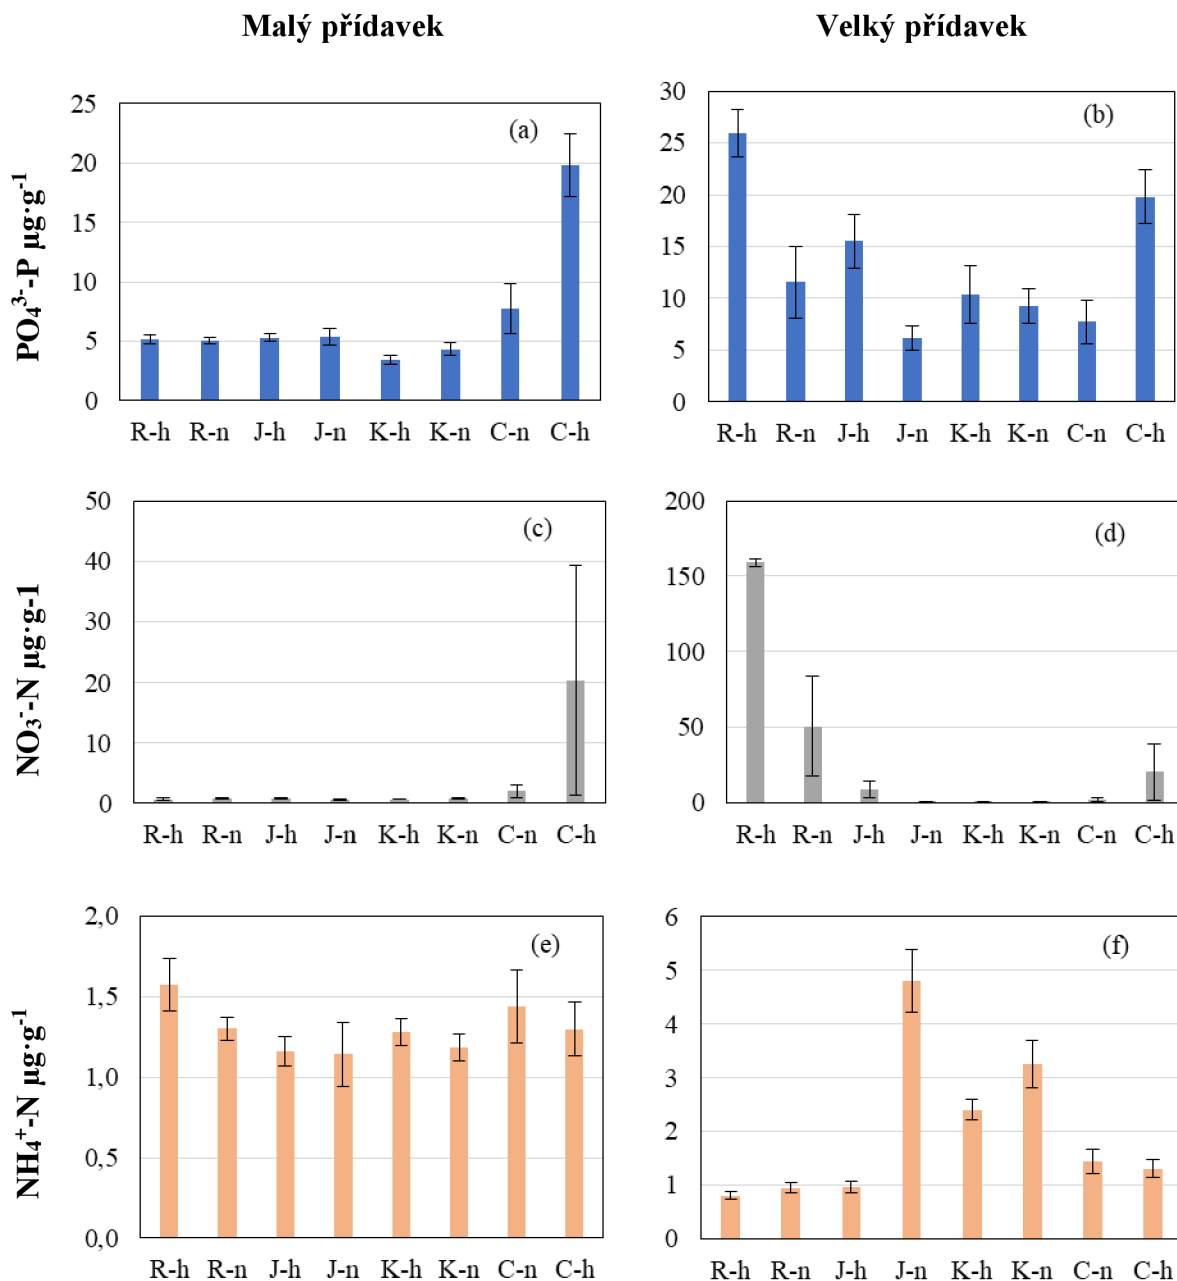 Malý přídavek
Velký přídavek
PO₄³⁻-P µg·g⁻¹
25
20
15
10
5
0
(a)
R-h R-n J-h J-n K-h K-n C-n C-h
30
25
20
15
10
5
0
(b)
R-h R-n J-h J-n K-h K-n C-n C-h
NO₃⁻-N µg·g-1
50
40
30
20
10
0
(c)
R-h R-n J-h J-n K-h K-n C-n C-h
200
150
100
50
0
(d)
R-h R-n J-h J-n K-h K-n C-n C-h
NH₄⁺-N µg·g⁻¹
2,0
1,5
1,0
0,5
0,0
(e)
R-h R-n J-h J-n K-h K-n C-n C-h
6
5
4
3
2
1
0
(f)
R-h R-n J-h J-n K-h K-n C-n C-h